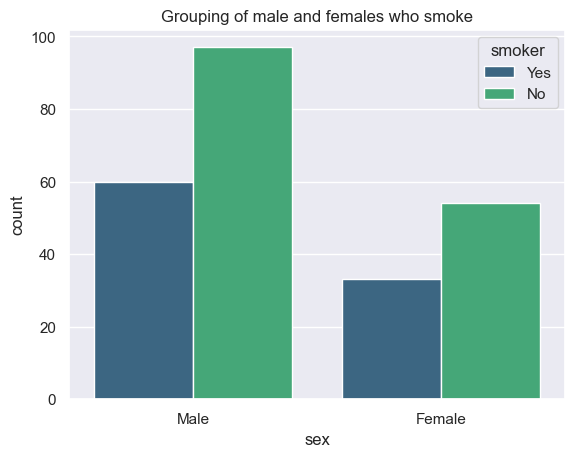 Grouping of male and females who smoke
smoker
Yes
No
100
80
60
40
20
0
count
Male
Female
sex